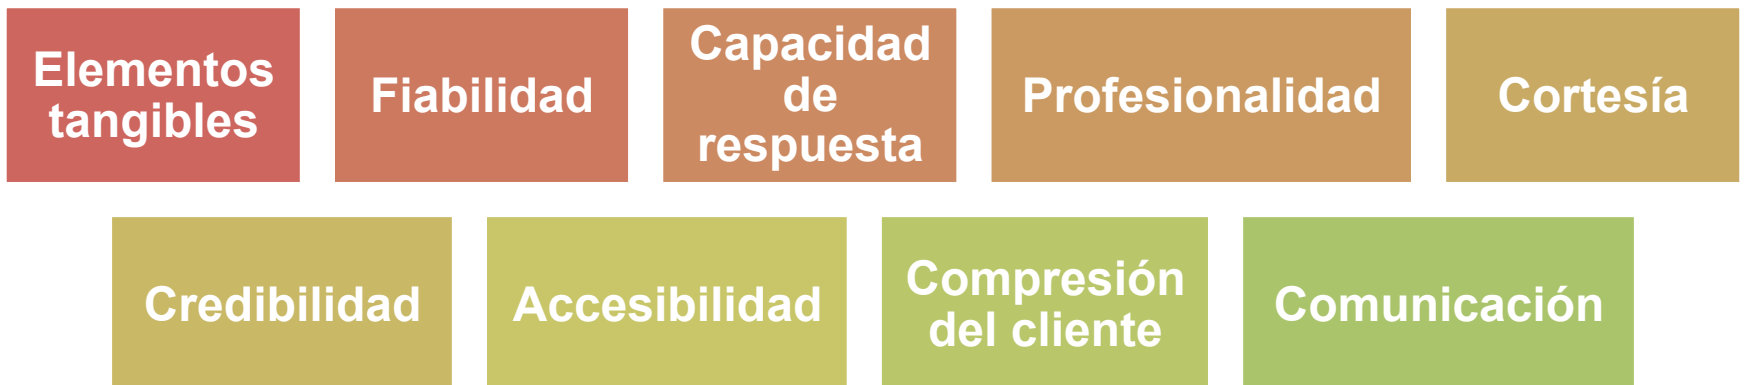 Elementos
tangibles
Fiabilidad
Capacidad
de
respuesta
Profesionalidad
Cortesía
Credibilidad
Accesibilidad
Compresión
del cliente
Comunicación